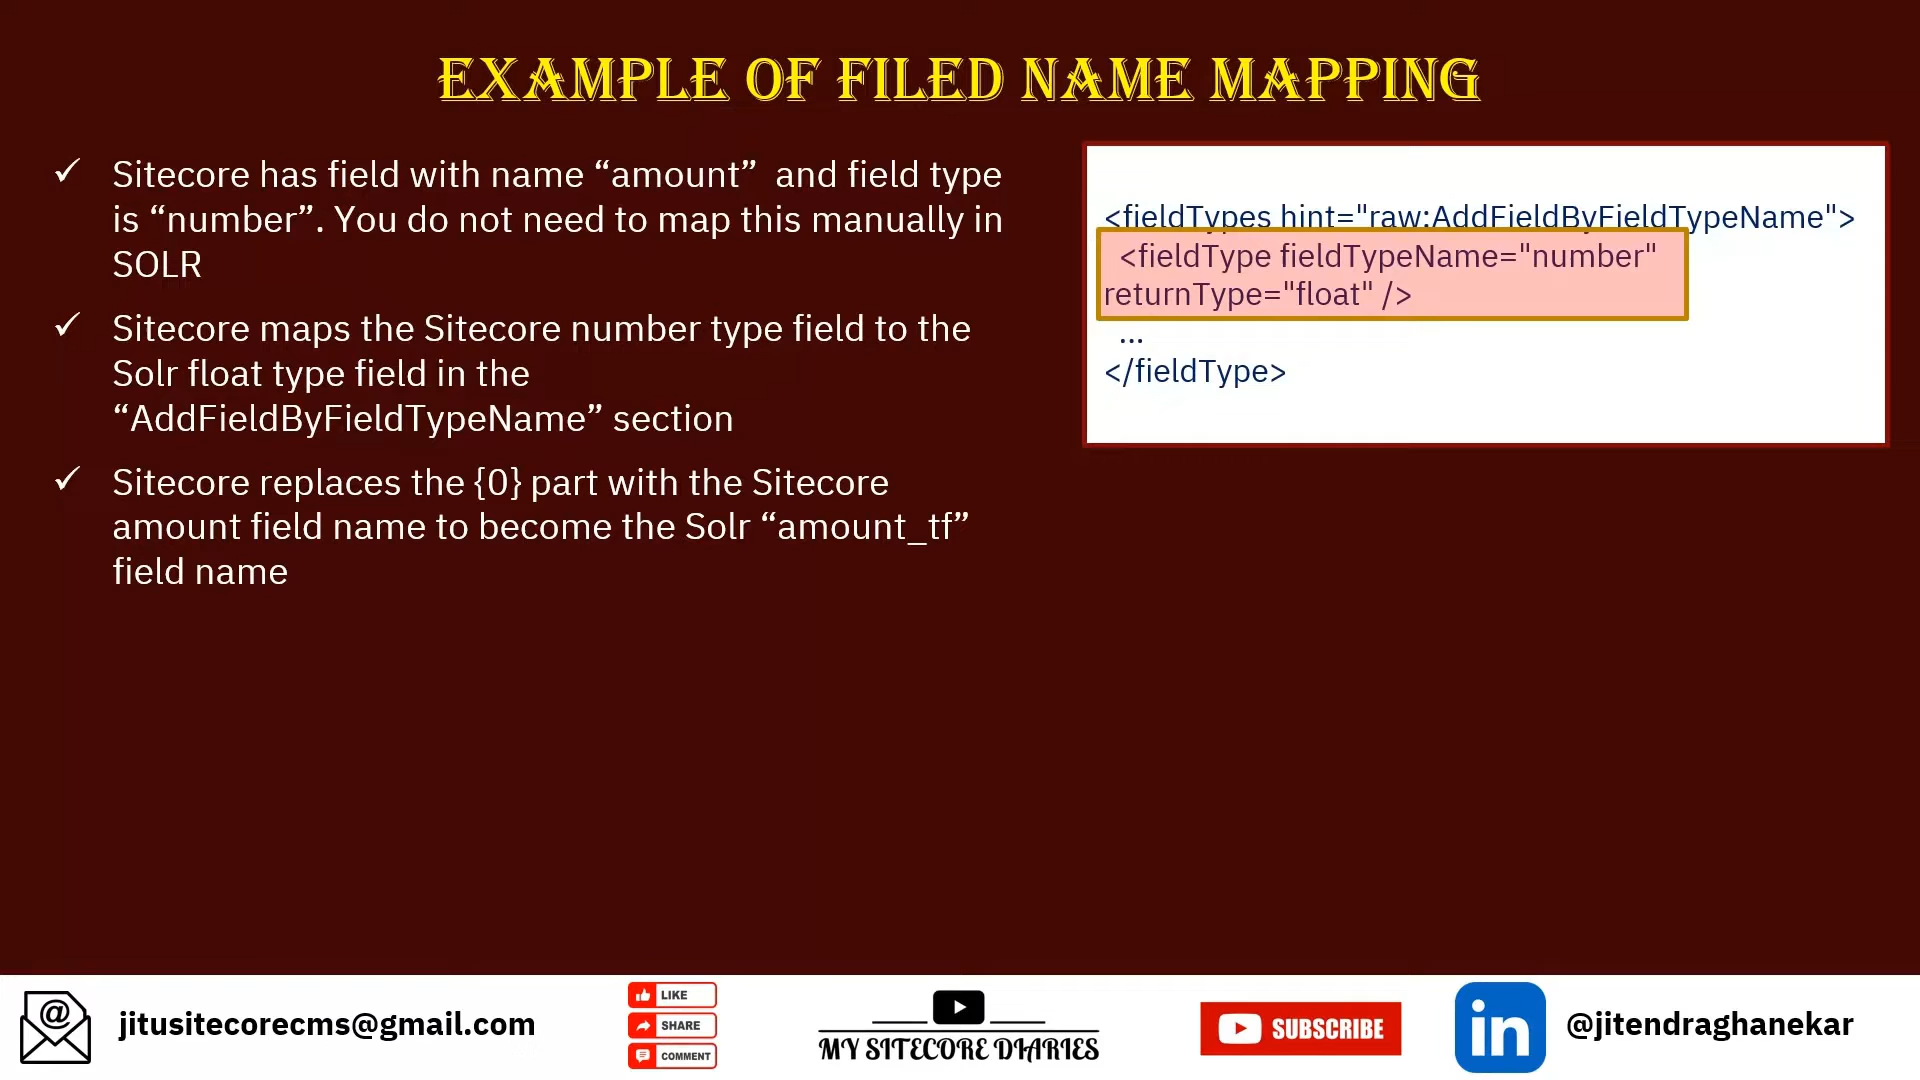 EXAMPLE OF FILED NAME MAPPING
✓ Sitecore has field with name “amount”  and field type
is “number”. You do not need to map this manually in
SOLR
✓ Sitecore maps the Sitecore number type field to the
Solr float type field in the
“AddFieldByFieldTypeName” section
✓ Sitecore replaces the {0} part with the Sitecore
amount field name to become the Solr “amount_tf”
field name
<fieldTypes hint="raw:AddFieldByFieldTypeName">
<fieldType fieldTypeName="number"
returnType="float" />
...
</fieldType>
@
jitusitecorecms@gmail.com
LIKE
SHARE
COMMENT
MY SITECORE DIARIES
SUBSCRIBE
in
@jitendraghanekar